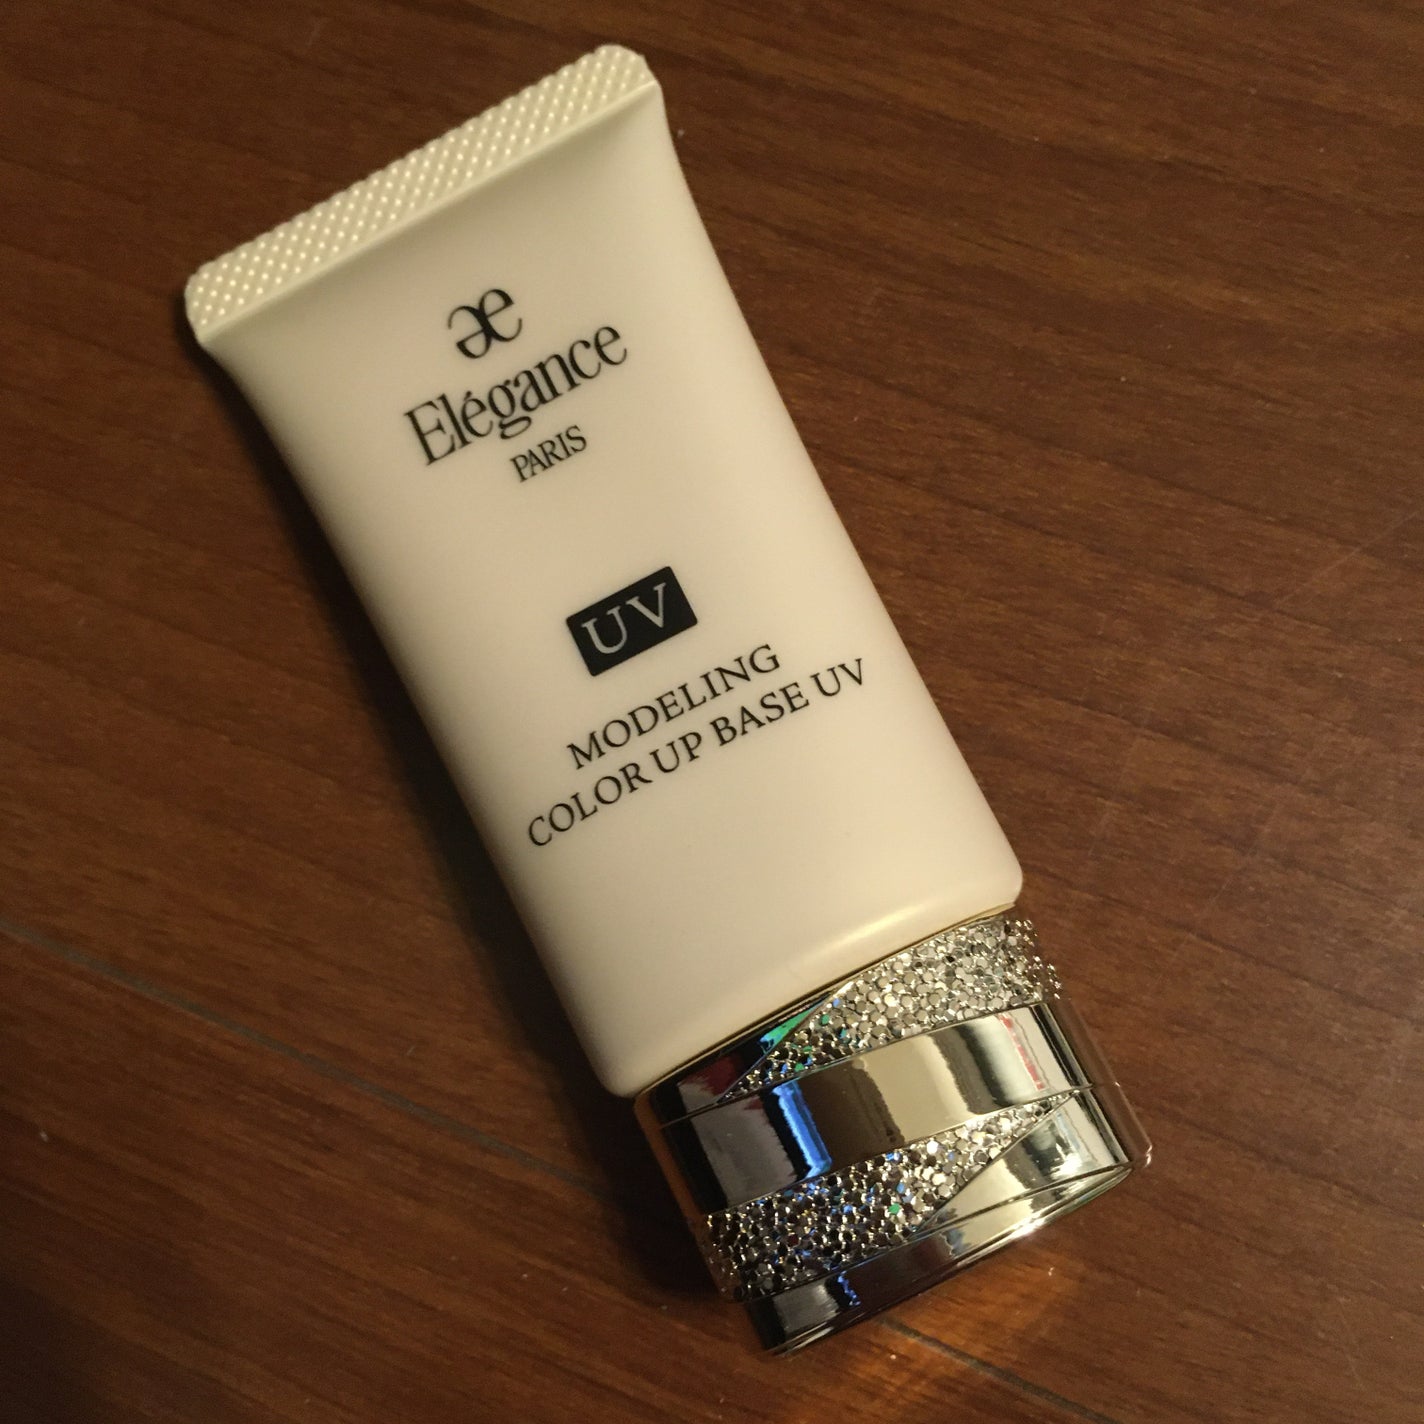 æ
Elégance
PARIS
UV
MODELING
COLOR UP BASE UV